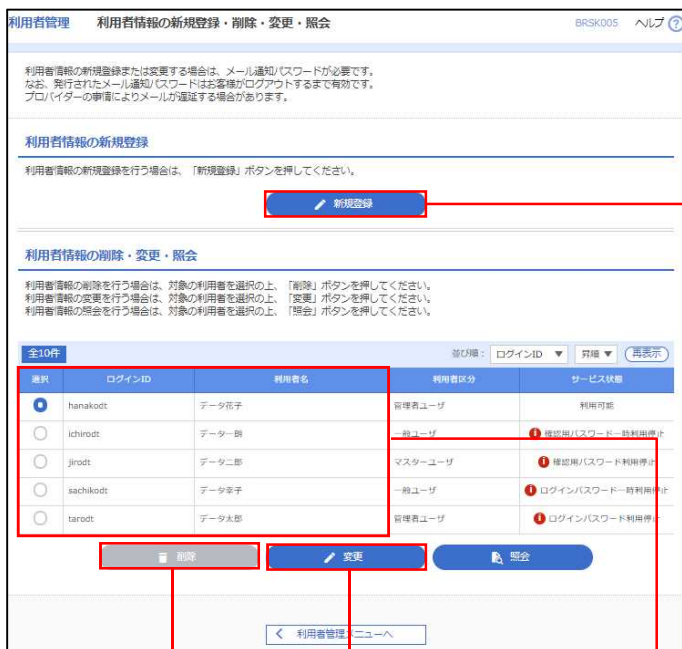 利用者管理 利用者情報の新規登録・削除・変更・照会 BRSK005 ヘルプ ?
利用者情報の新規登録または変更する場合は、メール通知パスワードが必要です。
なお、発行されたメール通知パスワードはお客様がログアウトするまで有効です。
プロバイダーの事情によりメールが遅延する場合があります。
利用者情報の新規登録
利用者情報の新規登録を行う場合は、「新規登録」ボタンを押してください。
新規登録
利用者情報の削除・変更・照会
利用者情報の削除を行う場合は、対象の利用者を選択の上、「削除」ボタンを押してください。
利用者情報の変更を行う場合は、対象の利用者を選択の上、「変更」ボタンを押してください。
利用者情報の照会を行う場合は、対象の利用者を選択の上、「照会」ボタンを押してください。
全10件 並び順： ログインID ▼ 昇順 ▼ 再表示
選択 ログインID 利用者名 利用者区分 サービス状態
hanakodt データ花子 管理者ユーザ 利用可能
ichirodt データ一朗 一般ユーザ 確認用パスワード一時利用停止
jirodt データ二郎 マスターユーザ 確認用パスワード利用停止
sachikodt データ幸子 一般ユーザ ログインパスワード一時利用停止
tarodt データ太郎 管理者ユーザ ログインパスワード利用停止
削除 変更 照会
利用者管理メニューへ